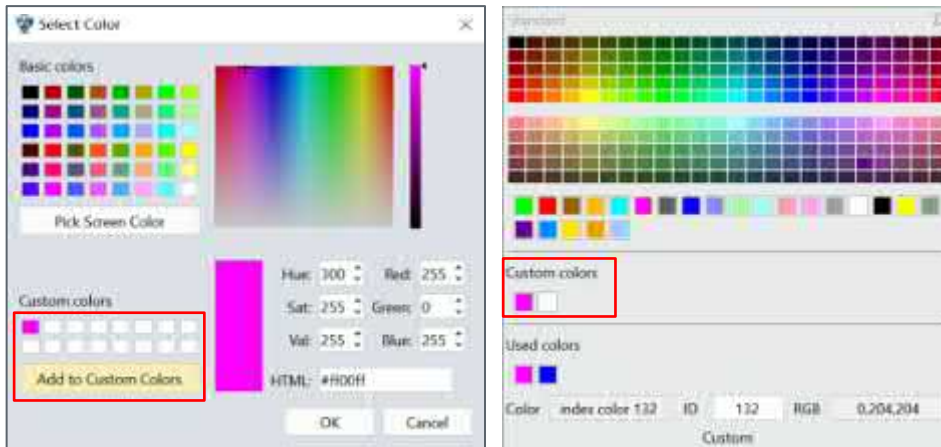 Select Color
Basic colors
Pick Screen Color
Custom colors
Add to Custom Colors
Hue: 300 Red: 255
Sat: 255 Green: 0
Val: 255 Blue: 255
HTML: #ff00ff
OK Cancel
Standard
Custom colors
Used colors
Color index color 132 ID 132 RGB 0,204,204
Custom